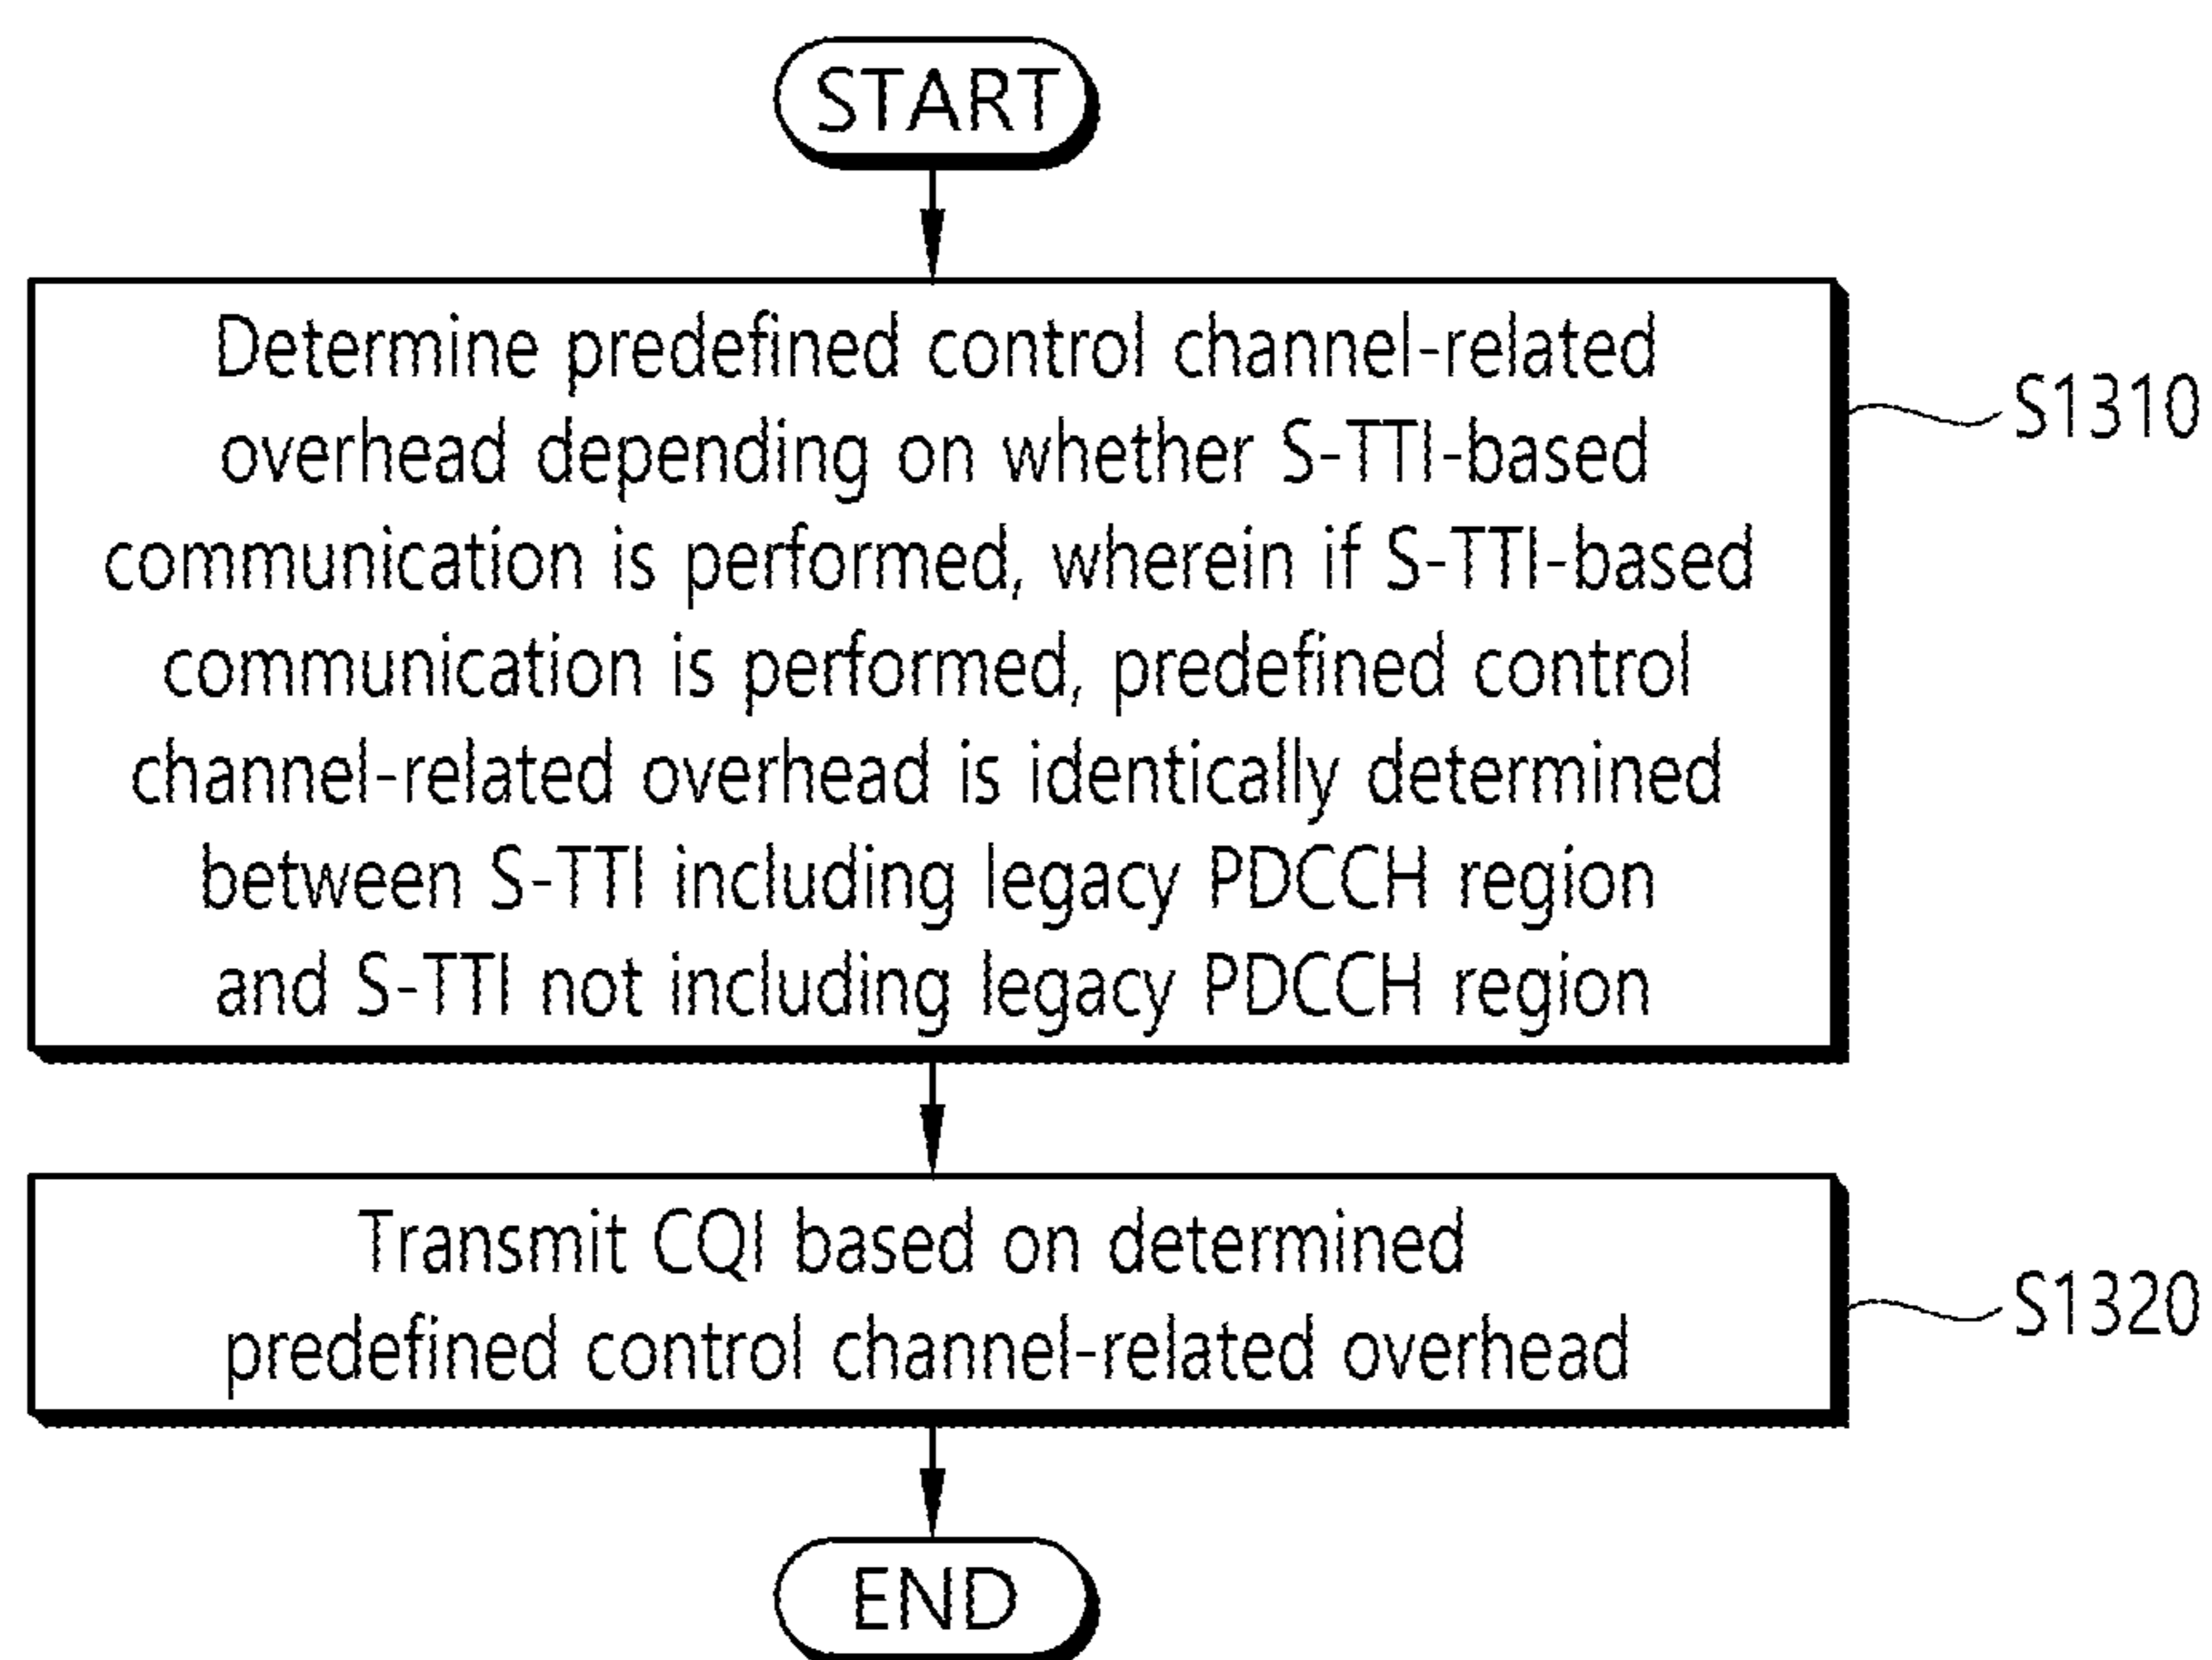 START
Determine predefined control channel-related
overhead depending on whether S-TTI-based
communication is performed, wherein if S-TTI-based
communication is performed, predefined control
channel-related overhead is identically determined
between S-TTI including legacy PDCCH region
and S-TTI not including legacy PDCCH region
S1310
Transmit CQI based on determined
predefined control channel-related overhead
S1320
END